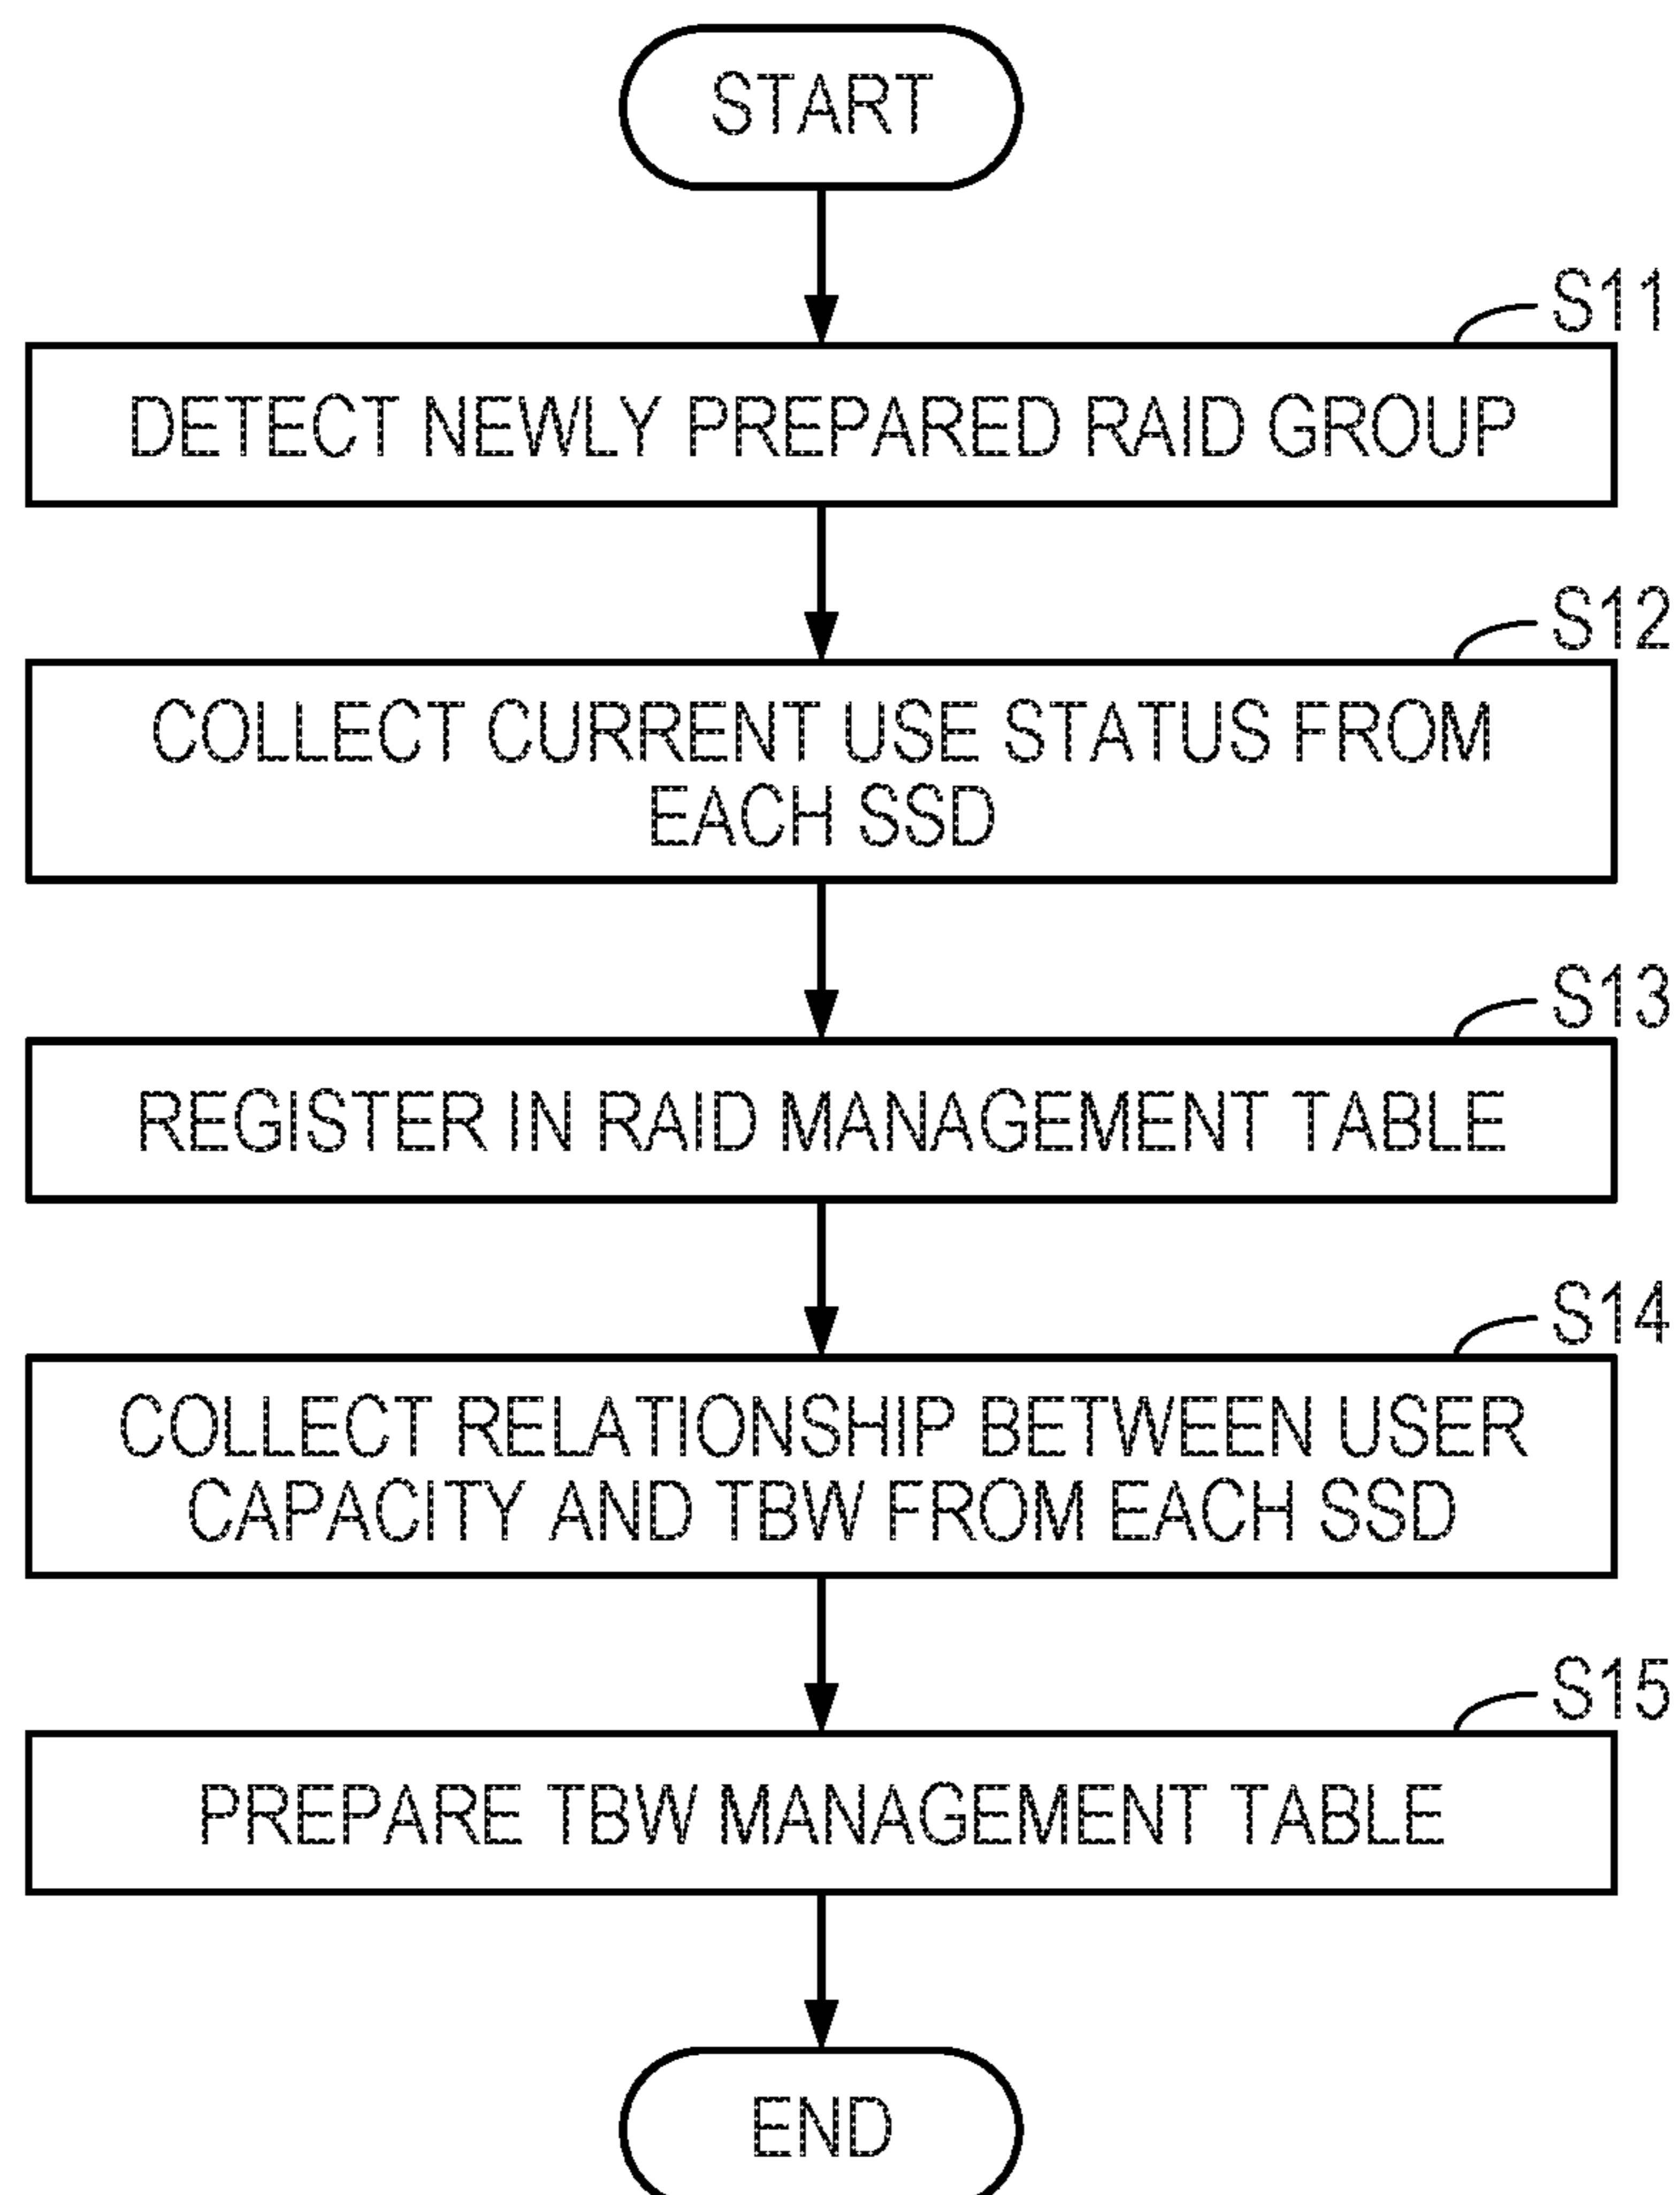 START
S11
DETECT NEWLY PREPARED RAID GROUP
S12
COLLECT CURRENT USE STATUS FROM
EACH SSD
S13
REGISTER IN RAID MANAGEMENT TABLE
S14
COLLECT RELATIONSHIP BETWEEN USER
CAPACITY AND TBW FROM EACH SSD
S15
PREPARE TBW MANAGEMENT TABLE
END